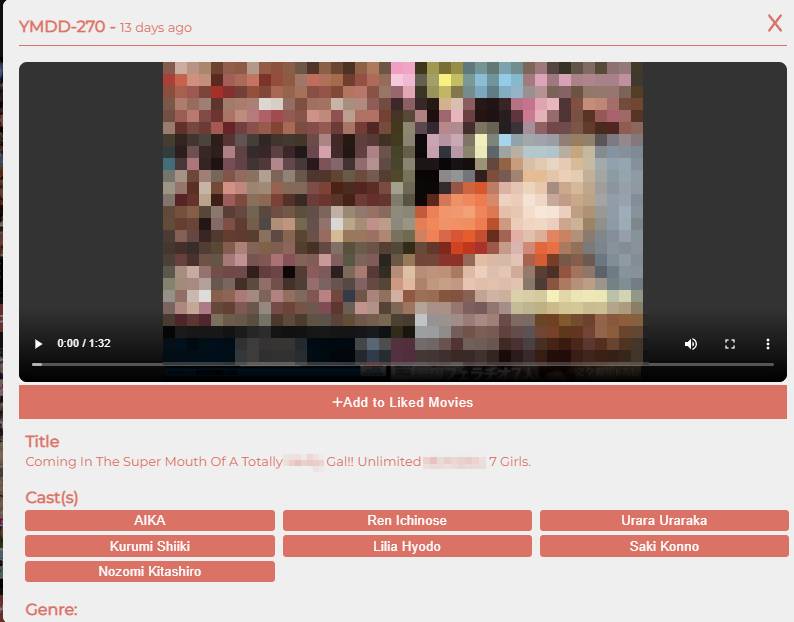 YMDD-270 - 13 days ago
X
0:00 / 1:32
+Add to Liked Movies
Title
Coming In The Super Mouth Of A Totally Gal!! Unlimited 7 Girls.
Cast(s)
AIKA
Ren Ichinose
Urara Uraraka
Kurumi Shiiki
Lilia Hyodo
Saki Konno
Nozomi Kitashiro
Genre: